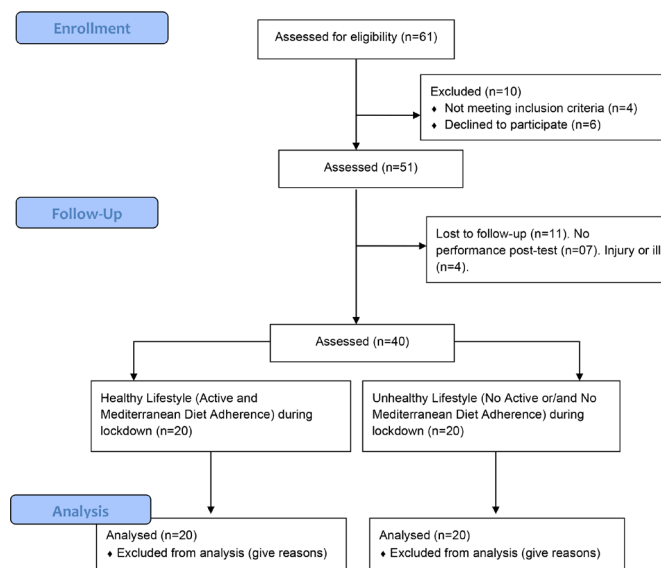 Enrollment
Assessed for eligibility (n=61)
Excluded (n=10)
♦ Not meeting inclusion criteria (n=4)
♦ Declined to participate (n=6)
Assessed (n=51)
Follow-Up
Lost to follow-up (n=11). No
performance post-test (n=07). Injury or ill
(n=4).
Assessed (n=40)
Healthy Lifestyle (Active and
Mediterranean Diet Adherence) during
lockdown (n=20)
Unhealthy Lifestyle (No Active or/and No
Mediterranean Diet Adherence) during
lockdown (n=20)
Analysis
Analysed (n=20)
♦ Excluded from analysis (give reasons)
Analysed (n=20)
♦ Excluded from analysis (give reasons)